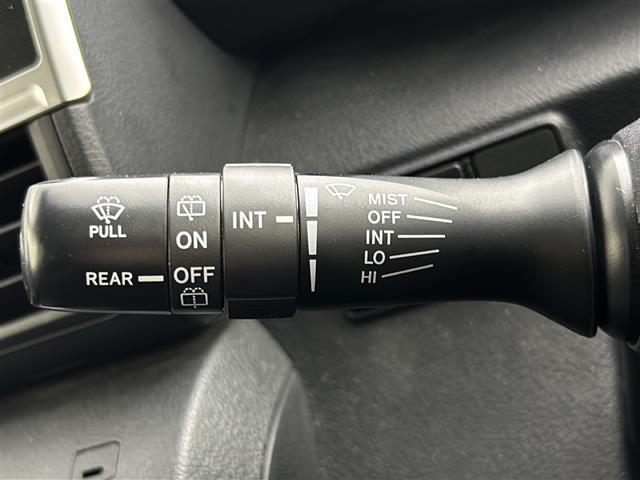 PULL
REAR
ON
OFF
INT
MIST
OFF
INT
LO
HI